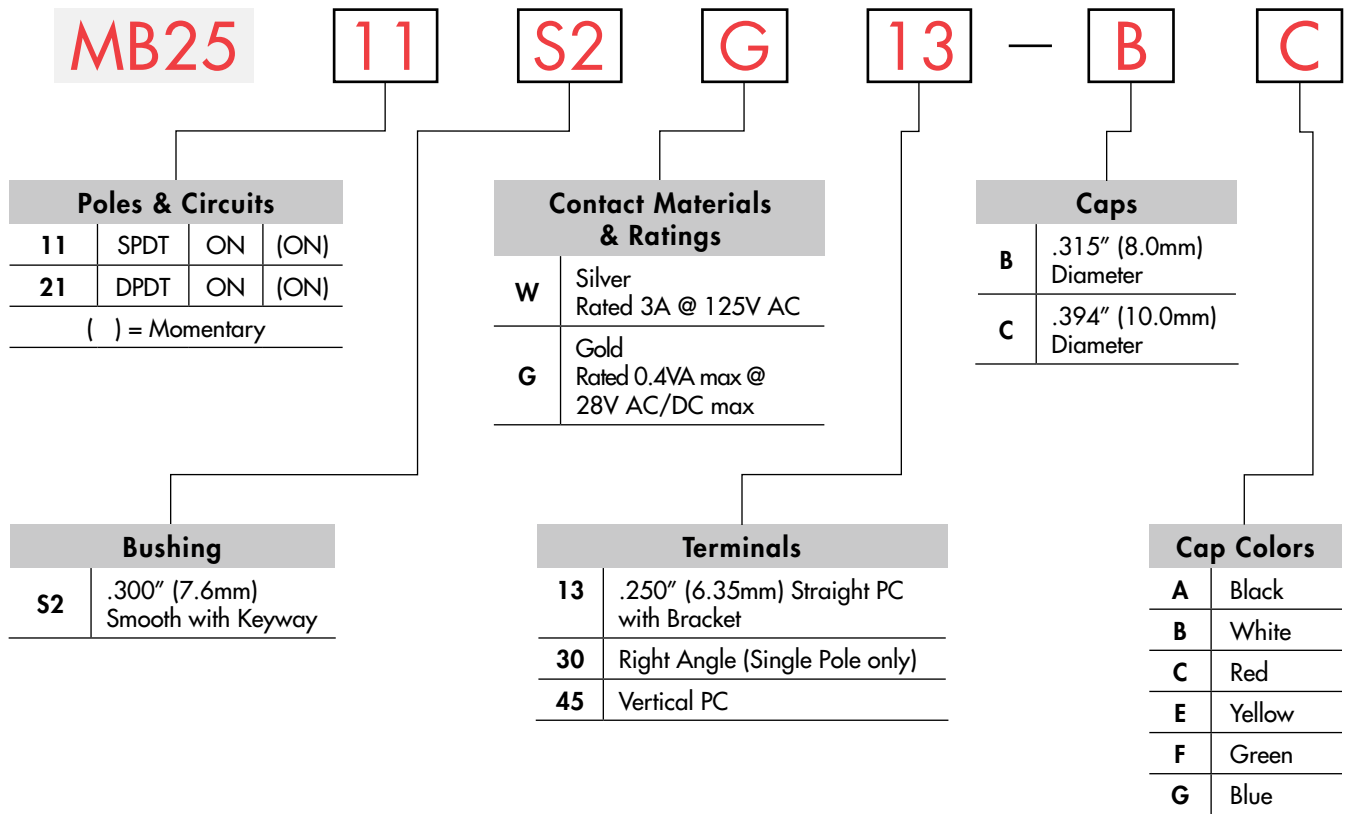 MB25 11 S2 G 13 — B C
Poles & Circuits
11 SPDT ON (ON)
21 DPDT ON (ON)
( ) = Momentary
Contact Materials
& Ratings
W Silver
Rated 3A @ 125V AC
G Gold
Rated 0.4VA max @
28V AC/DC max
Caps
B .315″ (8.0mm)
Diameter
C .394″ (10.0mm)
Diameter
Bushing
S2 .300″ (7.6mm)
Smooth with Keyway
Terminals
13 .250″ (6.35mm) Straight PC
with Bracket
30 Right Angle (Single Pole only)
45 Vertical PC
Cap Colors
A Black
B White
C Red
E Yellow
F Green
G Blue